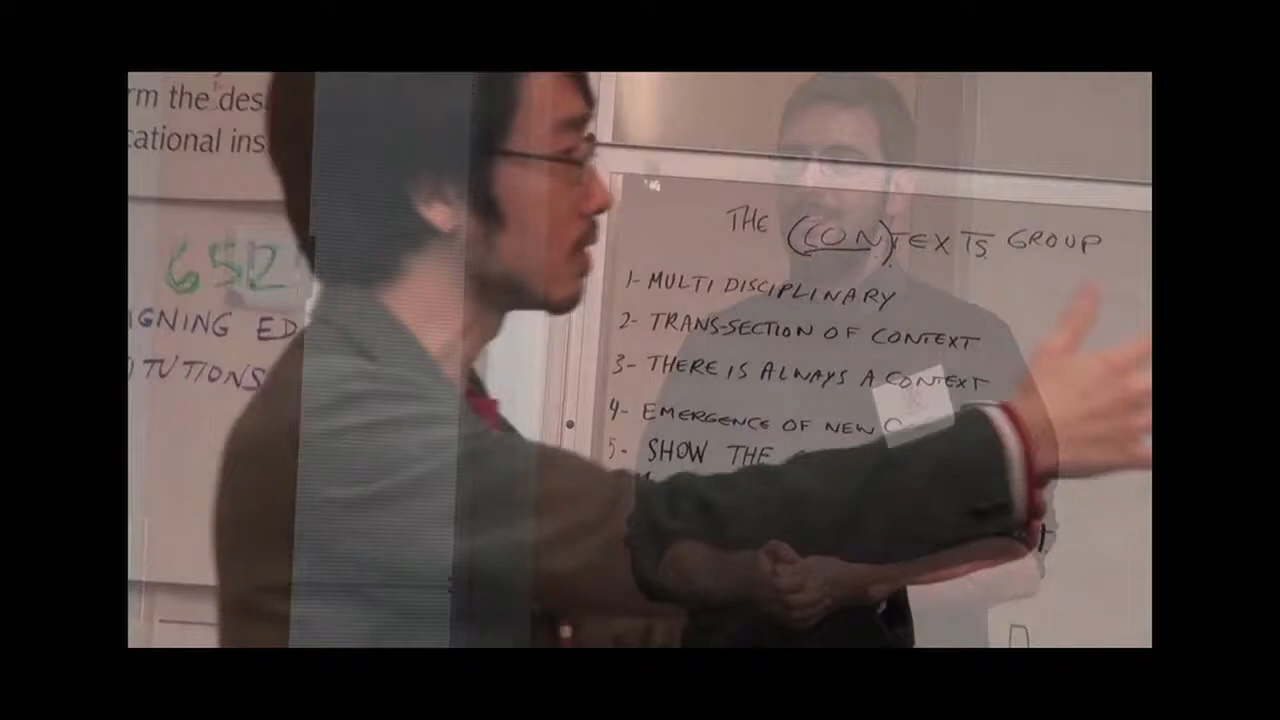 rm the des
cational ins
652
IGNING ED
ITUTIONS
THE (CON)TEXTS GROUP
1- MULTI DISCIPLINARY
2- TRANS-SECTION OF CONTEXT
3- THERE IS ALWAYS A CONTEXT
4- EMERGENCE OF NEW C
5- SHOW THE